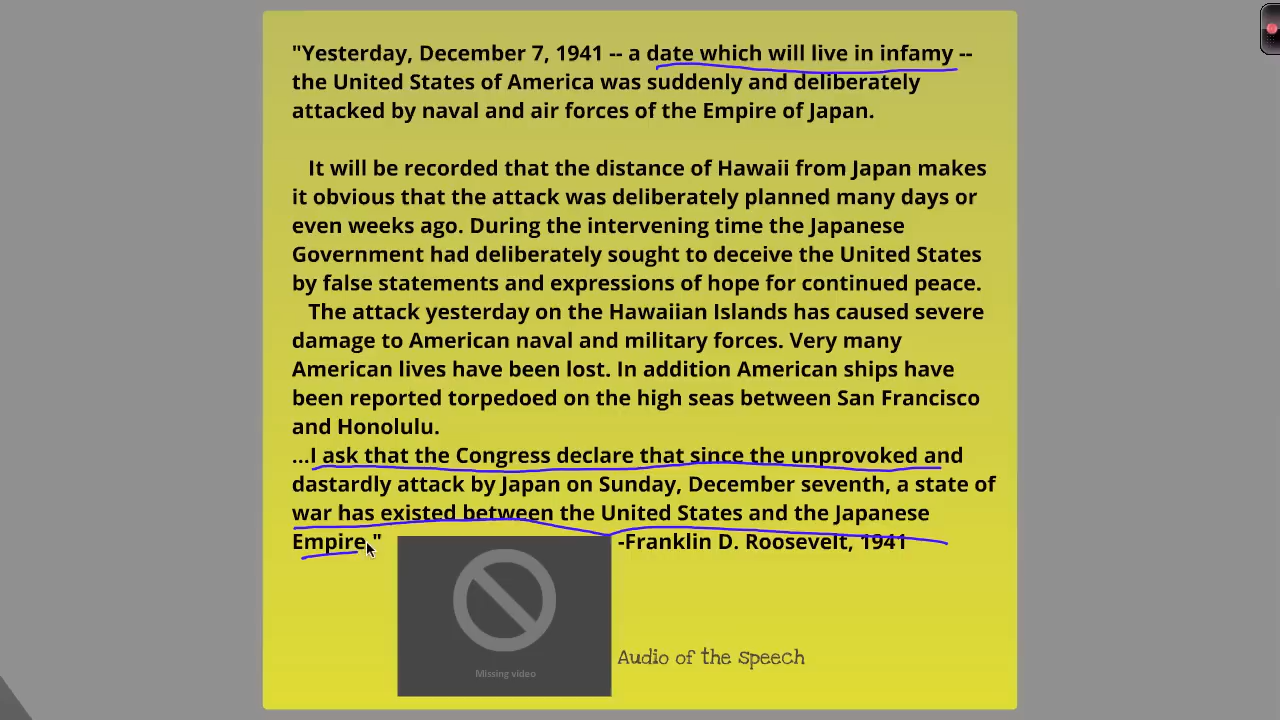 "Yesterday, December 7, 1941 -- a date which will live in infamy --
the United States of America was suddenly and deliberately
attacked by naval and air forces of the Empire of Japan.
It will be recorded that the distance of Hawaii from Japan makes
it obvious that the attack was deliberately planned many days or
even weeks ago. During the intervening time the Japanese
Government had deliberately sought to deceive the United States
by false statements and expressions of hope for continued peace.
The attack yesterday on the Hawaiian Islands has caused severe
damage to American naval and military forces. Very many
American lives have been lost. In addition American ships have
been reported torpedoed on the high seas between San Francisco
and Honolulu.
...I ask that the Congress declare that since the unprovoked and
dastardly attack by Japan on Sunday, December seventh, a state of
war has existed between the United States and the Japanese
Empire." -Franklin D. Roosevelt, 1941
Audio of the speech
Missing video